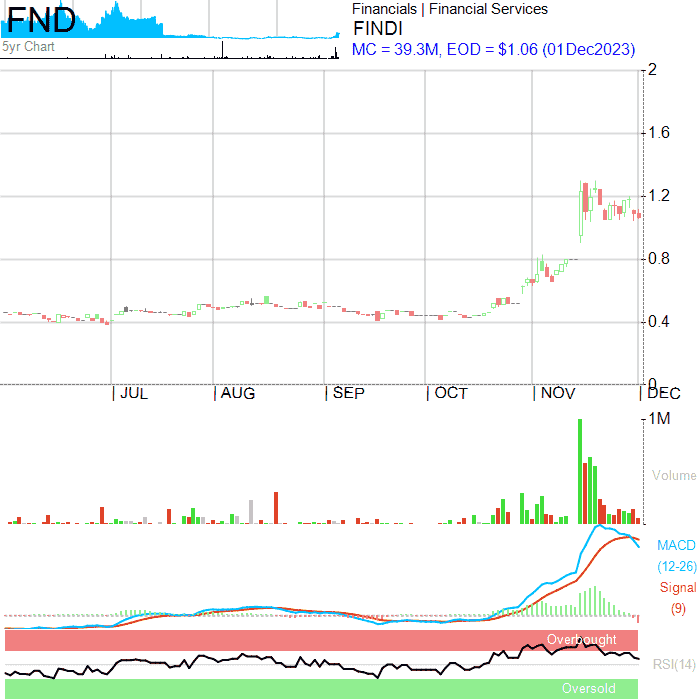 FND
5yr Chart
Financials | Financial Services
FINDI
MC = 39.3M, EOD = $1.06 (01Dec2023)
2
1.6
1.2
0.8
0.4
0
JUL AUG SEP OCT NOV DEC
1M
Volume
MACD
(12-26)
Signal
(9)
Overbought
RSI(14)
Oversold